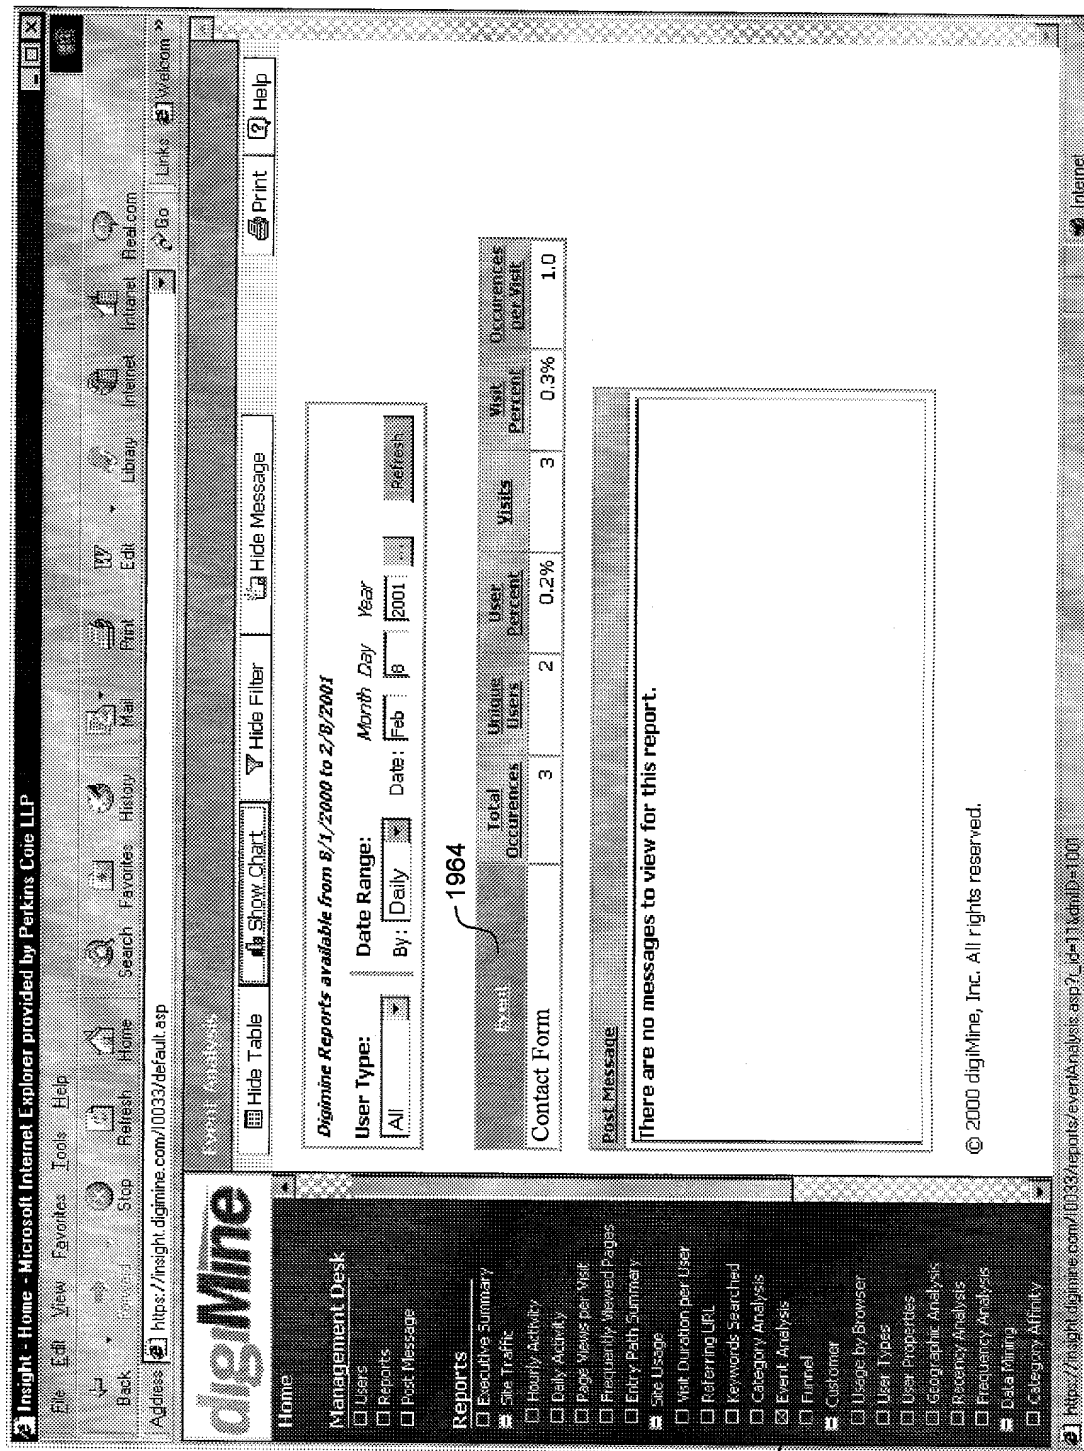 Insight - Home - Microsoft Internet Explorer provided by Perkins Coie LLP
File Edit View Favorites Tools Help
Back Forward Stop Refresh Home Search Favorites History Mail Print Edit Library Internet Intranet Real.com
Address https://insight.digimine.com/I0033/default.asp Go Links Welcom »
digiMine
Home
Management Desk
Users
Reports
Post Message
Reports
Executive Summary
Site Traffic
Hourly Activity
Daily Activity
Page Views per Visit
Frequently Viewed Pages
Entry Path Summary
Site Usage
Visit Duration per User
Referring URL
Keywords Searched
Category Analysis
Event Analysis
Funnel
Customer
Usage by Browser
User Types
User Properties
Geographic Analysis
Recency Analysis
Frequency Analysis
Data Mining
Category Affinity
Event Analysis
Hide Table Show Chart Hide Filter Hide Message Print Help
Digimine Reports available from 8/1/2000 to 2/8/2001
User Type: Date Range: Month Day Year
All By: Daily Date: Feb 8 2001 ... Refresh
1964
Event Total Occurences Unique Users User Percent Visits Visit Percent Occurences per Visit
Contact Form 3 2 0.2% 3 0.3% 1.0
Post Message
There are no messages to view for this report.
© 2000 digiMine, Inc. All rights reserved.
https://insight.digimine.com/I0033/reports/eventAnalysis.asp?r_id=11&dnID=1001 Internet